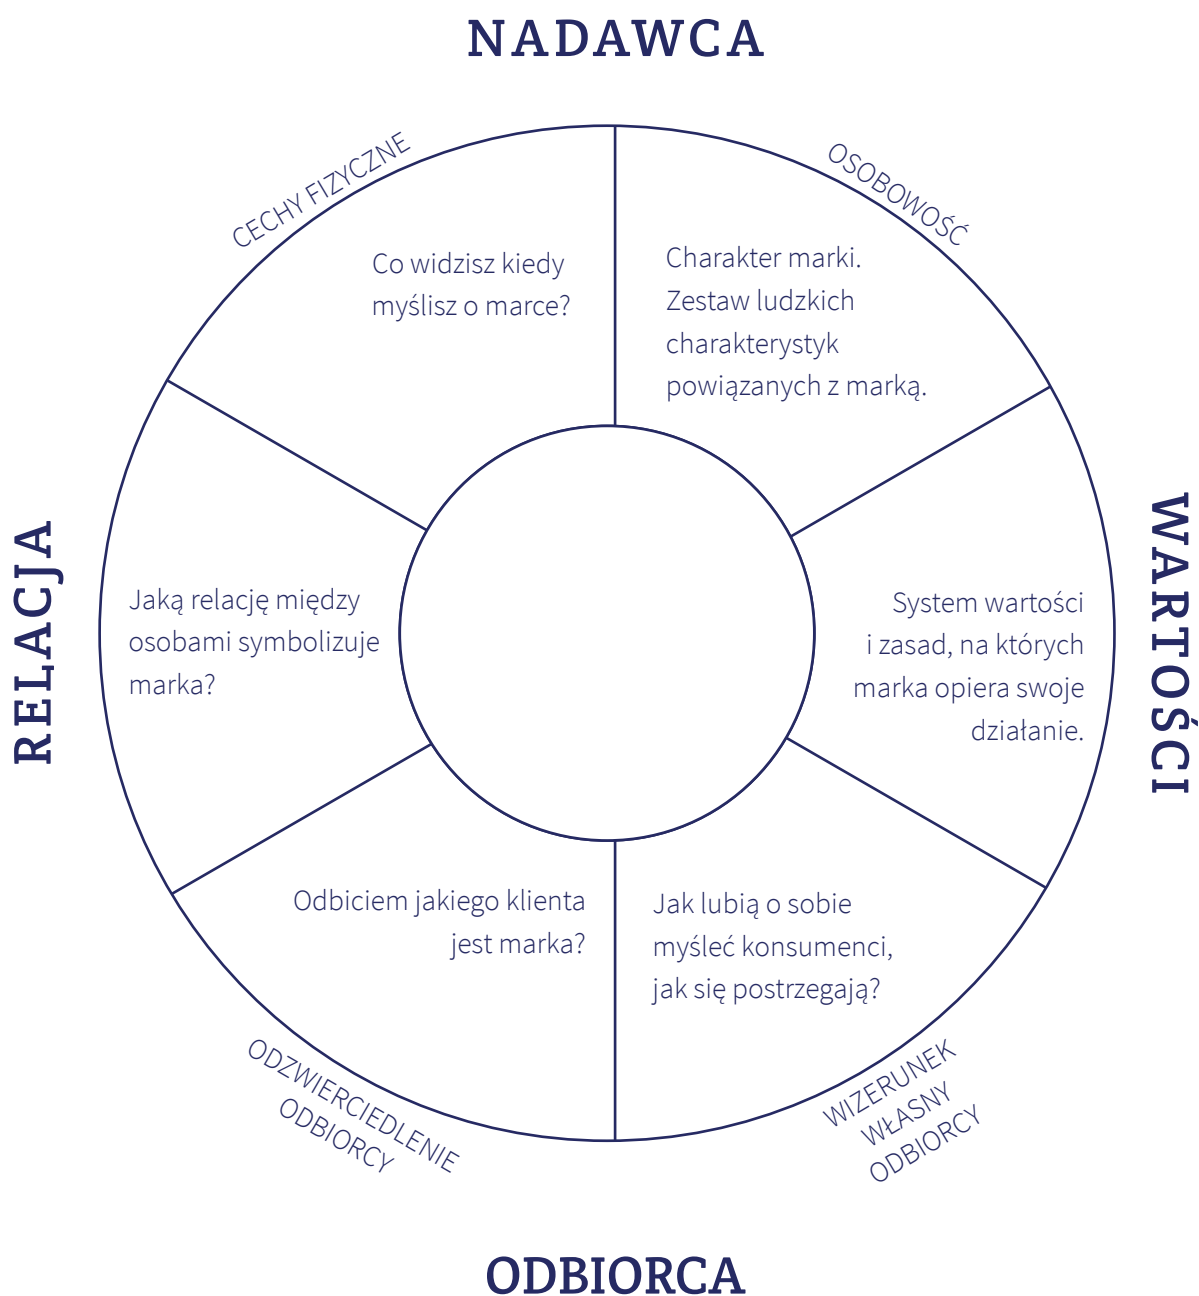 NADAWCA
CECHY FIZYCZNE
OSOBOWOŚĆ
Co widzisz kiedy
myślisz o marce?
Charakter marki.
Zestaw ludzkich
charakterystyk
powiązanych z marką.
RELACJA
Jaką relację między
osobami symbolizuje
marka?
System wartości
i zasad, na których
marka opiera swoje
działanie.
WARTOŚCI
Odbiciem jakiego klienta
jest marka?
Jak lubią o sobie
myśleć konsumenci,
jak się postrzegają?
ODZWIERCIEDLENIE
ODBIORCY
WIZERUNEK
WŁASNY
ODBIORCY
ODBIORCA